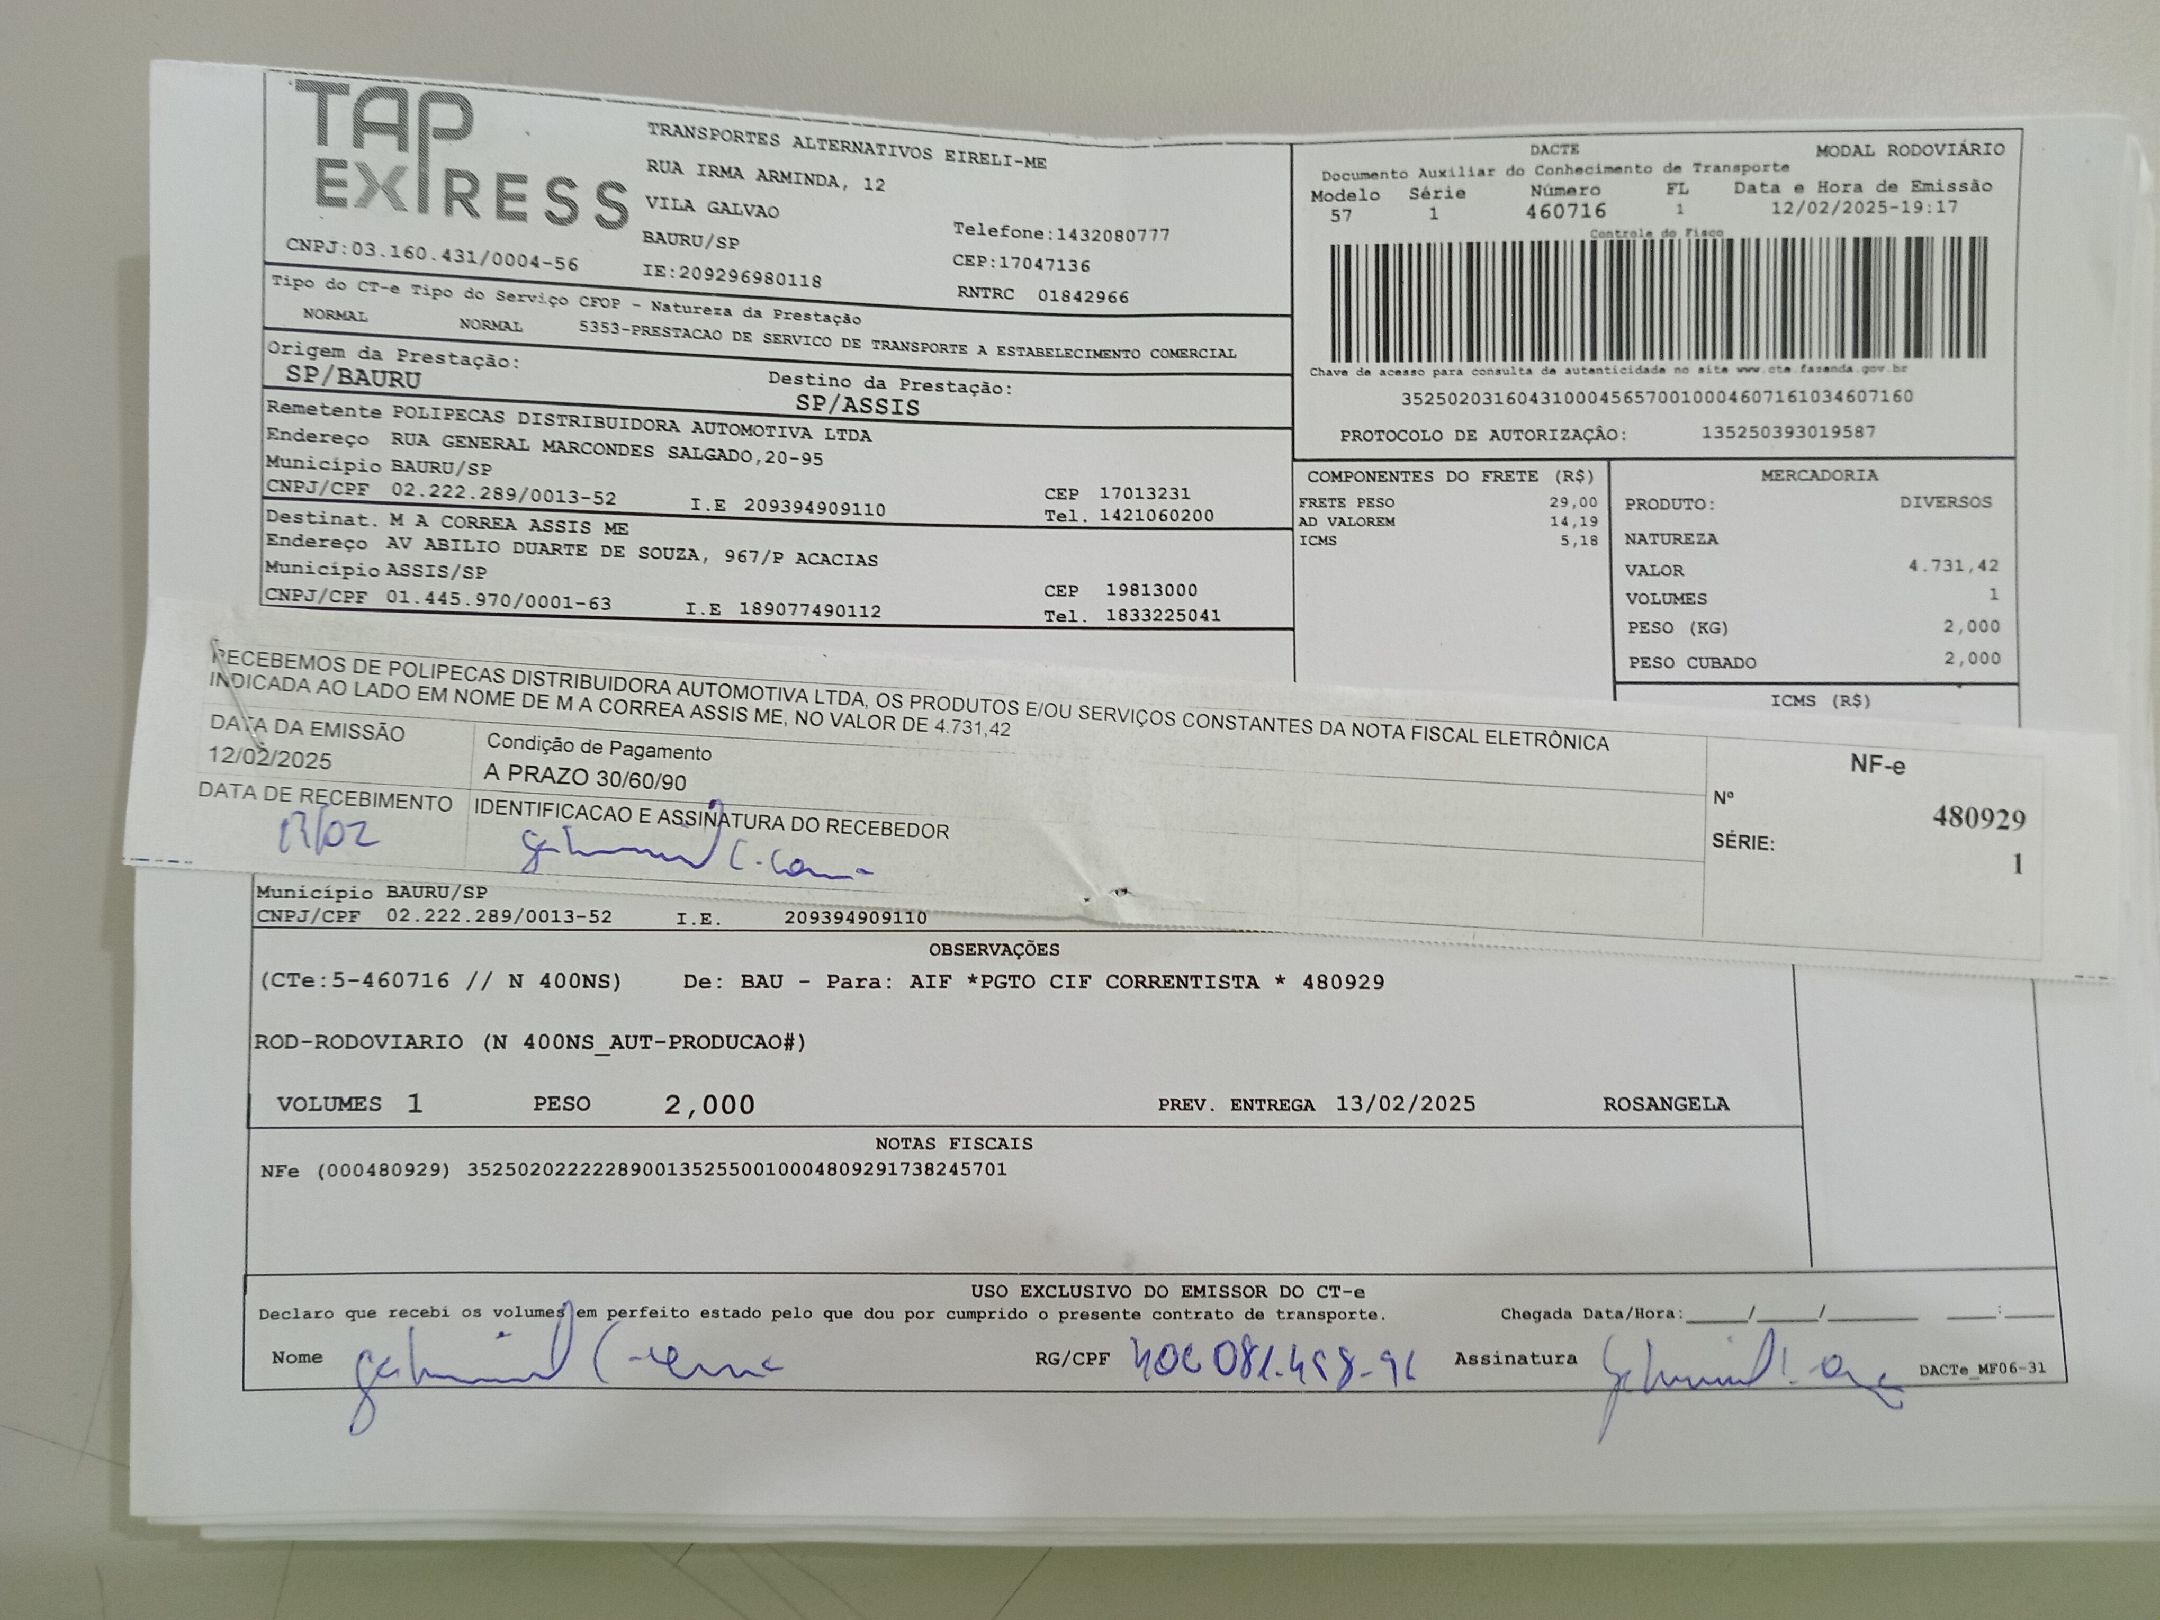 TAP
EXPRESS
CNPJ:03.160.431/0004-56
TRANSPORTES ALTERNATIVOS EIRELI-ME
RUA IRMA ARMINDA, 12
VILA GALVAO
BAURU/SP
IE:209296980118
Telefone:1432080777
CEP:17047136
RNTRC 01842966
DACTE
MODAL RODOVIÁRIO
Documento Auxiliar do Conhecimento de Transporte
Modelo Série Número FL Data e Hora de Emissão
57 1 460716 1 12/02/2025-19:17
Controle do Fisco
Chave de acesso para consulta de autenticidade no site www.cte.fazenda.gov.br
35250203160431000456570010004607161034607160
PROTOCOLO DE AUTORIZAÇÃO: 135250393019587
Tipo do CT-e Tipo do Serviço CFOP - Natureza da Prestação
NORMAL NORMAL 5353-PRESTACAO DE SERVICO DE TRANSPORTE A ESTABELECIMENTO COMERCIAL
Origem da Prestação:
SP/BAURU
Destino da Prestação:
SP/ASSIS
Remetente POLIPECAS DISTRIBUIDORA AUTOMOTIVA LTDA
Endereço RUA GENERAL MARCONDES SALGADO,20-95
Município BAURU/SP
CEP 17013231
CNPJ/CPF 02.222.289/0013-52 I.E 209394909110 Tel. 1421060200
Destinat. M A CORREA ASSIS ME
Endereço AV ABILIO DUARTE DE SOUZA, 967/P ACACIAS
Município ASSIS/SP
CEP 19813000
CNPJ/CPF 01.445.970/0001-63 I.E 189077490112 Tel. 1833225041
COMPONENTES DO FRETE (R$)
FRETE PESO 29,00
AD VALOREM 14,19
ICMS 5,18
MERCADORIA
PRODUTO: DIVERSOS
NATUREZA
VALOR 4.731,42
VOLUMES 1
PESO (KG) 2,000
PESO CUBADO 2,000
ICMS (R$)
RECEBEMOS DE POLIPECAS DISTRIBUIDORA AUTOMOTIVA LTDA, OS PRODUTOS E/OU SERVIÇOS CONSTANTES DA NOTA FISCAL ELETRÔNICA
INDICADA AO LADO EM NOME DE M A CORREA ASSIS ME, NO VALOR DE 4.731,42
DATA DA EMISSÃO
12/02/2025
Condição de Pagamento
A PRAZO 30/60/90
DATA DE RECEBIMENTO
13/02
IDENTIFICACAO E ASSINATURA DO RECEBEDOR
NF-e
Nº 480929
SÉRIE: 1
Município BAURU/SP
CNPJ/CPF 02.222.289/0013-52 I.E. 209394909110
OBSERVAÇÕES
(CTe:5-460716 // N 400NS) De: BAU - Para: AIF *PGTO CIF CORRENTISTA * 480929
ROD-RODOVIARIO (N 400NS_AUT-PRODUCAO#)
VOLUMES 1 PESO 2,000 PREV. ENTREGA 13/02/2025 ROSANGELA
NOTAS FISCAIS
NFe (000480929) 35250202222289001352550010004809291738245701
USO EXCLUSIVO DO EMISSOR DO CT-e
Declaro que recebi os volumes em perfeito estado pelo que dou por cumprido o presente contrato de transporte. Chegada Data/Hora:_____/_____/________ ____:____
Nome RG/CPF Assinatura
DACTe_MF06-31